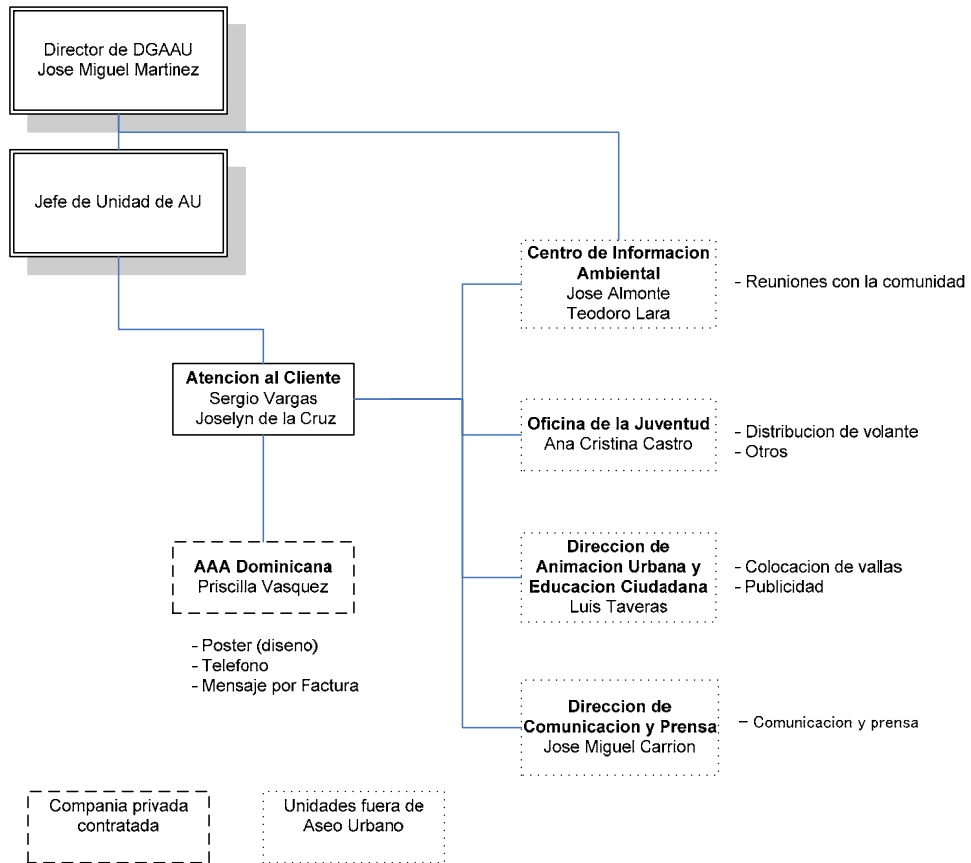 Director de DGAAU
Jose Miguel Martinez
Jefe de Unidad de AU
Centro de Informacion
Ambiental
Jose Almonte
Teodoro Lara
- Reuniones con la comunidad
Atencion al Cliente
Sergio Vargas
Joselyn de la Cruz
Oficina de la Juventud
Ana Cristina Castro
- Distribucion de volante
- Otros
AAA Dominicana
Priscilla Vasquez
- Poster (diseno)
- Telefono
- Mensaje por Factura
Direccion de
Animacion Urbana y
Educacion Ciudadana
Luis Taveras
- Colocacion de vallas
- Publicidad
Direccion de
Comunicacion y Prensa
Jose Miguel Carrion
- Comunicacion y prensa
Compania privada
contratada
Unidades fuera de
Aseo Urbano